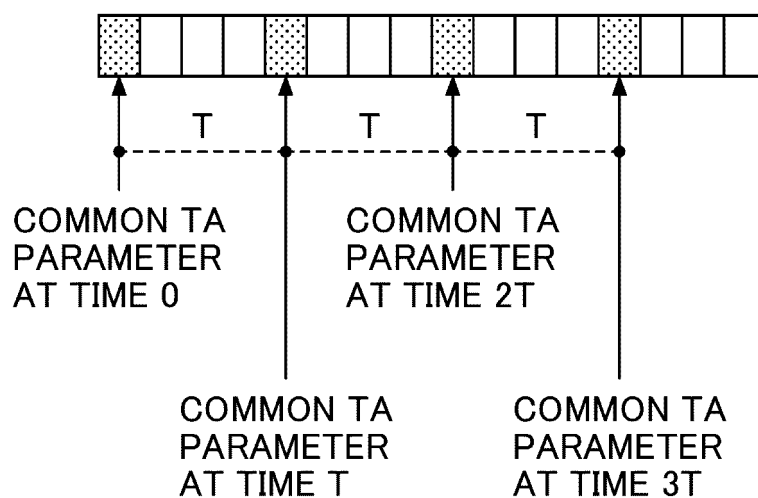 T T T
COMMON TA
PARAMETER
AT TIME 0
COMMON TA
PARAMETER
AT TIME 2T
COMMON TA
PARAMETER
AT TIME T
COMMON TA
PARAMETER
AT TIME 3T